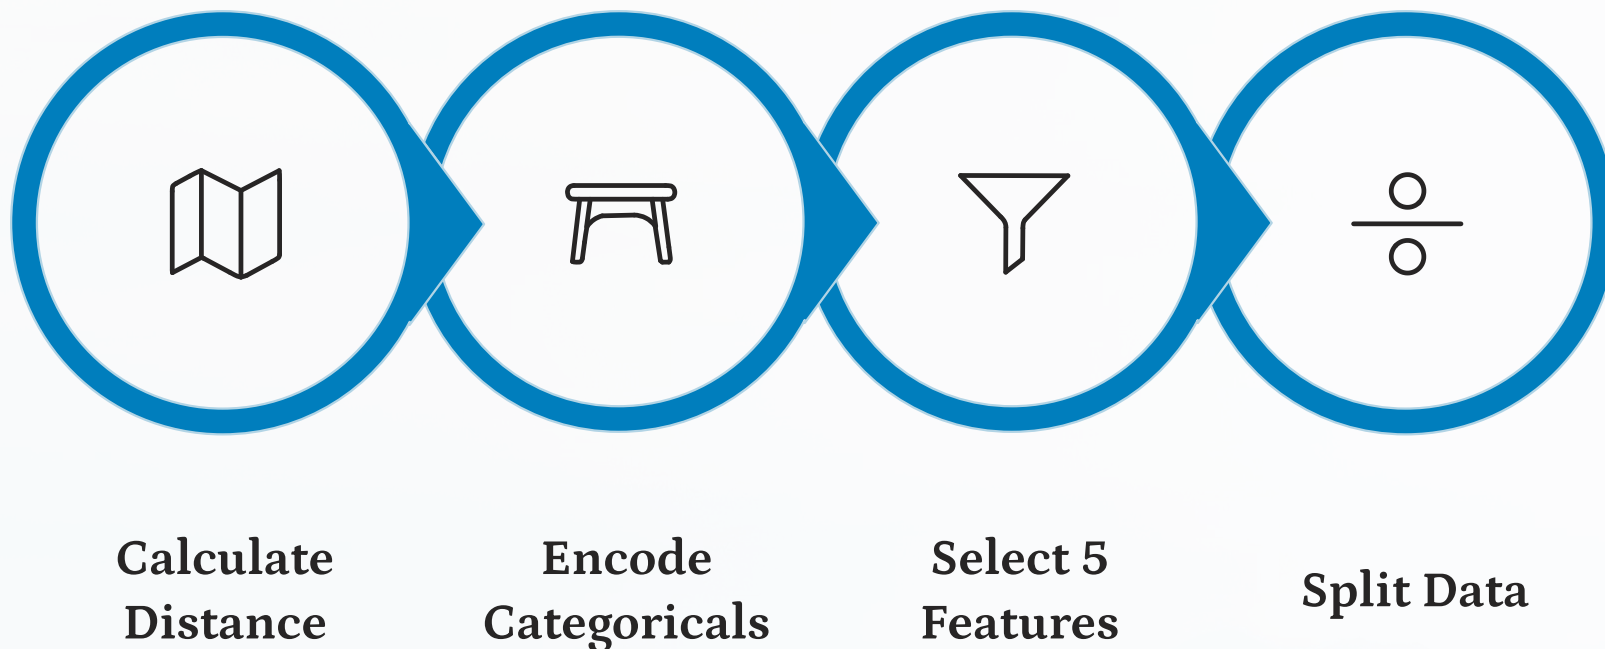 Calculate
Distance
Encode
Categoricals
Select 5
Features
Split Data